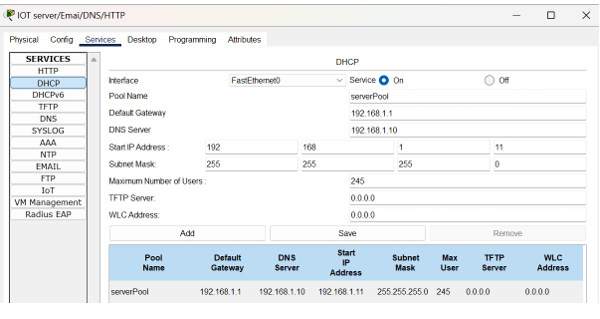 IOT server/Emai/DNS/HTTP
Physical Config Services Desktop Programming Attributes
SERVICES
HTTP
DHCP
DHCPv6
TFTP
DNS
SYSLOG
AAA
NTP
EMAIL
FTP
IoT
VM Management
Radius EAP
DHCP
Interface FastEthernet0 Service On Off
Pool Name serverPool
Default Gateway 192.168.1.1
DNS Server 192.168.1.10
Start IP Address : 192 168 1 11
Subnet Mask: 255 255 255 0
Maximum Number of Users : 245
TFTP Server: 0.0.0.0
WLC Address: 0.0.0.0
Add Save Remove
Pool Name Default Gateway DNS Server Start IP Address Subnet Mask Max User TFTP Server WLC Address
serverPool 192.168.1.1 192.168.1.10 192.168.1.11 255.255.255.0 245 0.0.0.0 0.0.0.0